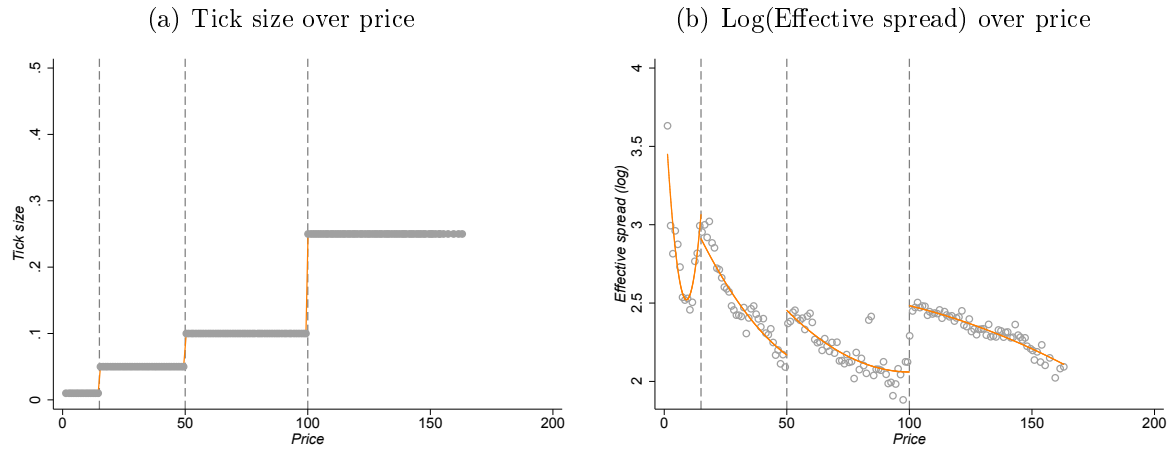 (a) Tick size over price
.5
.4
.3
.2
.1
0
Tick size
0 50 100 150 200
Price
(b) Log(Effective spread) over price
4
3.5
3
2.5
2
Effective spread (log)
0 50 100 150 200
Price